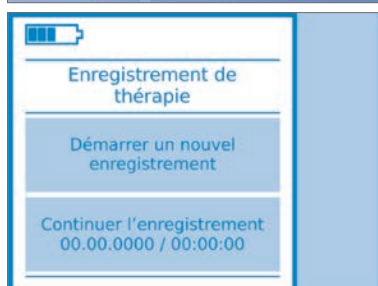 Enregistrement de
thérapie
Démarrer un nouvel
enregistrement
Continuer l'enregistrement
00.00.0000 / 00:00:00